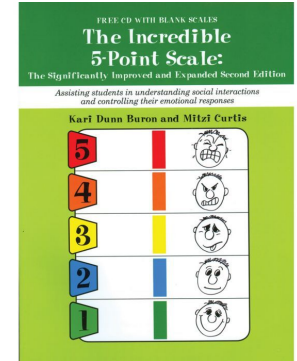 FREE CD WITH BLANK SCALES
The Incredible
5-Point Scale:
The Significantly Improved and Expanded Second Edition
Assisting students in understanding social interactions
and controlling their emotional responses
Kari Dunn Buron and Mitzi Curtis
5
4
3
2
1